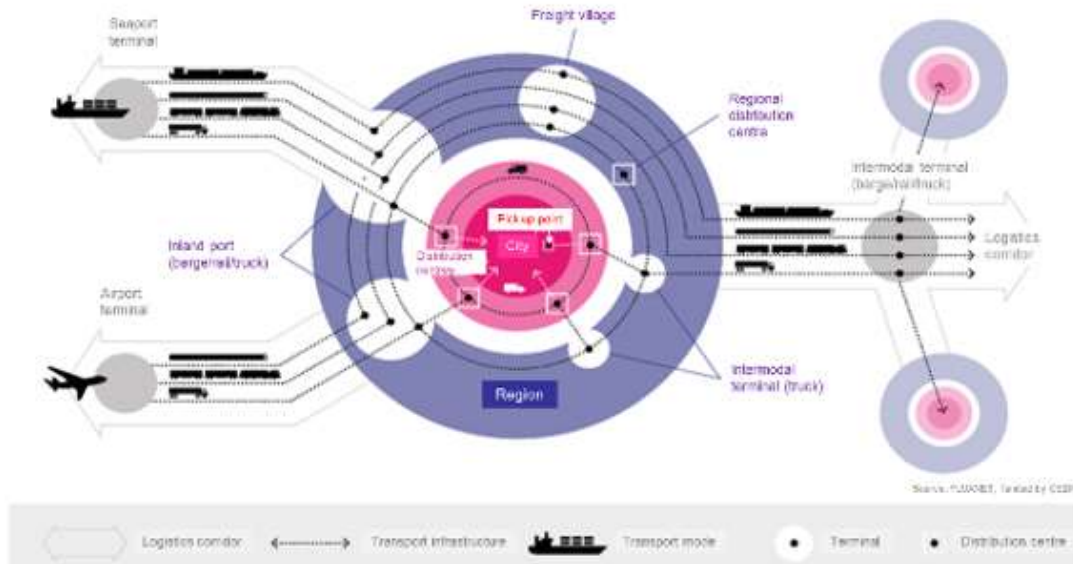 Seaport
terminal
Freight village
Regional
distribution
centre
Intermodal terminal
(barge/rail/truck)
Pick up point
City
Distribution
Inland port
(barge/rail/truck)
Logistics
corridor
Airport
terminal
Intermodal
terminal (truck)
Region
Source:
Logistics corridor
Transport infrastructure
Transport mode
Terminal
Distribution centre